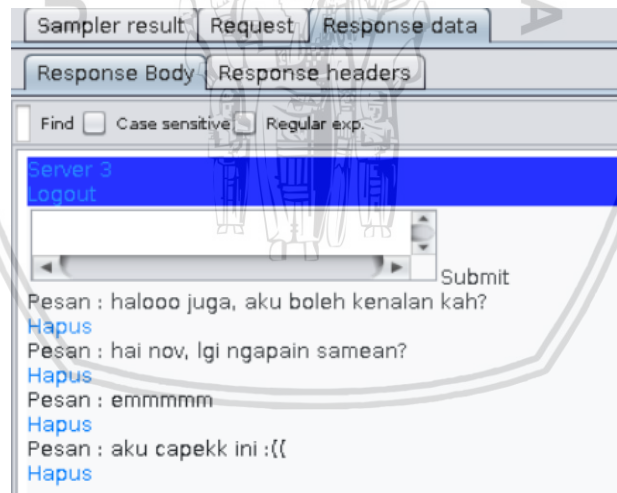 Sampler result Request Response data
Response Body Response headers
Find Case sensitive Regular exp.
Server 3
Logout
Submit
Pesan : halooo juga, aku boleh kenalan kah?
Hapus
Pesan : hai nov, lgi ngapain samean?
Hapus
Pesan : emmmmm
Hapus
Pesan : aku capekk ini :((
Hapus